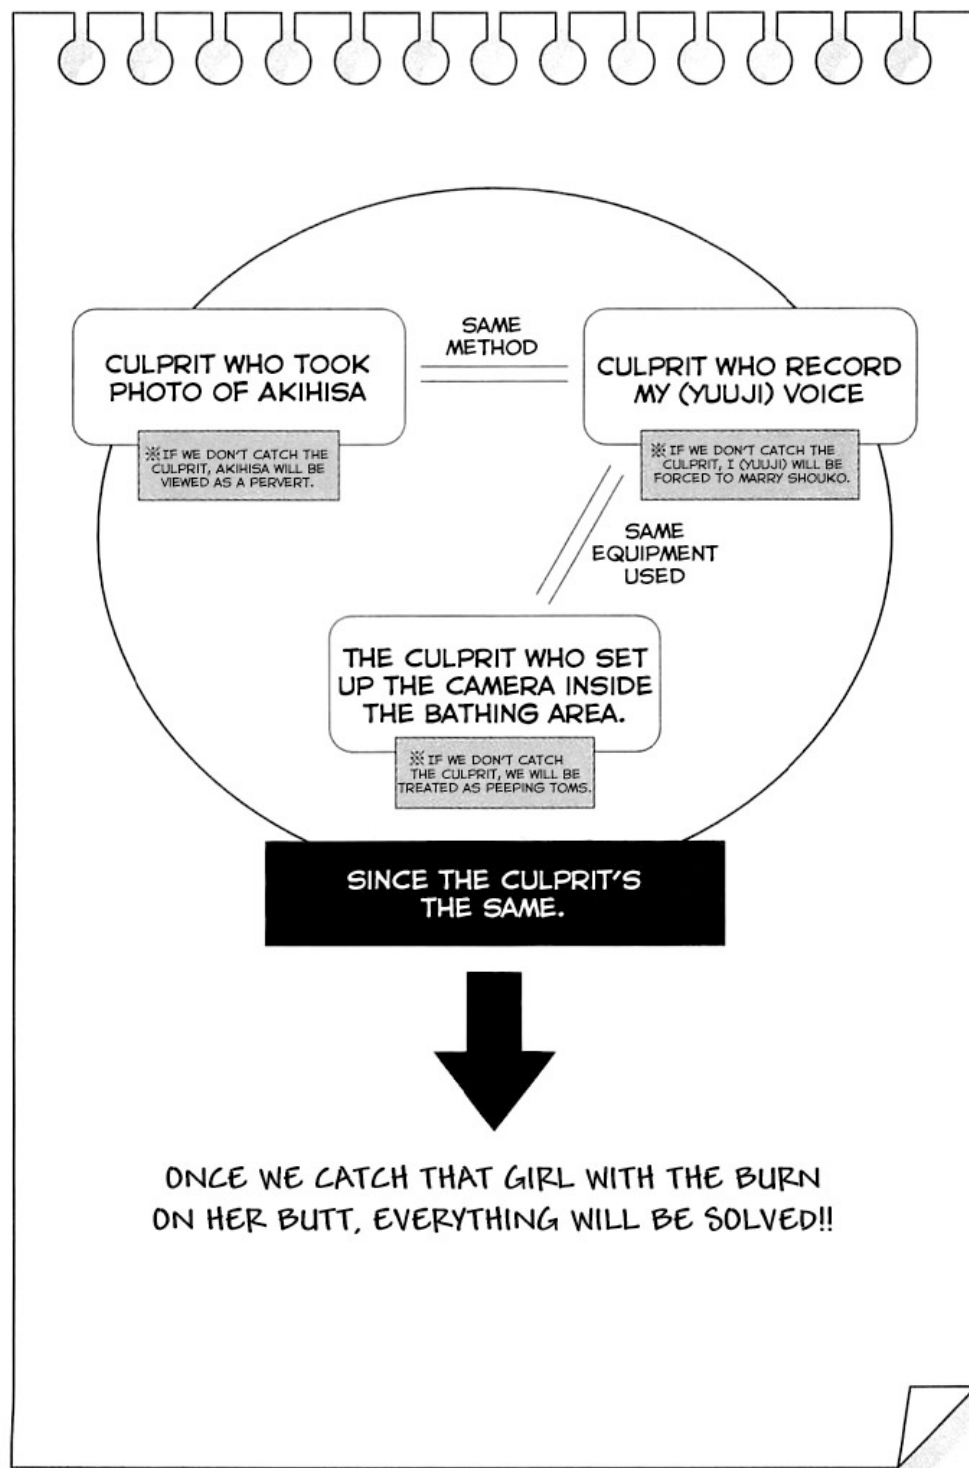 CULPRIT WHO TOOK
PHOTO OF AKIHISA
※IF WE DON'T CATCH THE
CULPRIT, AKIHISA WILL BE
VIEWED AS A PERVERT.
SAME
METHOD
CULPRIT WHO RECORD
MY (YUUJI) VOICE
※IF WE DON'T CATCH THE
CULPRIT, I (YUUJI) WILL BE
FORCED TO MARRY SHOUKO.
SAME
EQUIPMENT
USED
THE CULPRIT WHO SET
UP THE CAMERA INSIDE
THE BATHING AREA.
※IF WE DON'T CATCH
THE CULPRIT, WE WILL BE
TREATED AS PEEPING TOMS.
SINCE THE CULPRIT'S
THE SAME.
ONCE WE CATCH THAT GIRL WITH THE BURN
ON HER BUTT, EVERYTHING WILL BE SOLVED!!